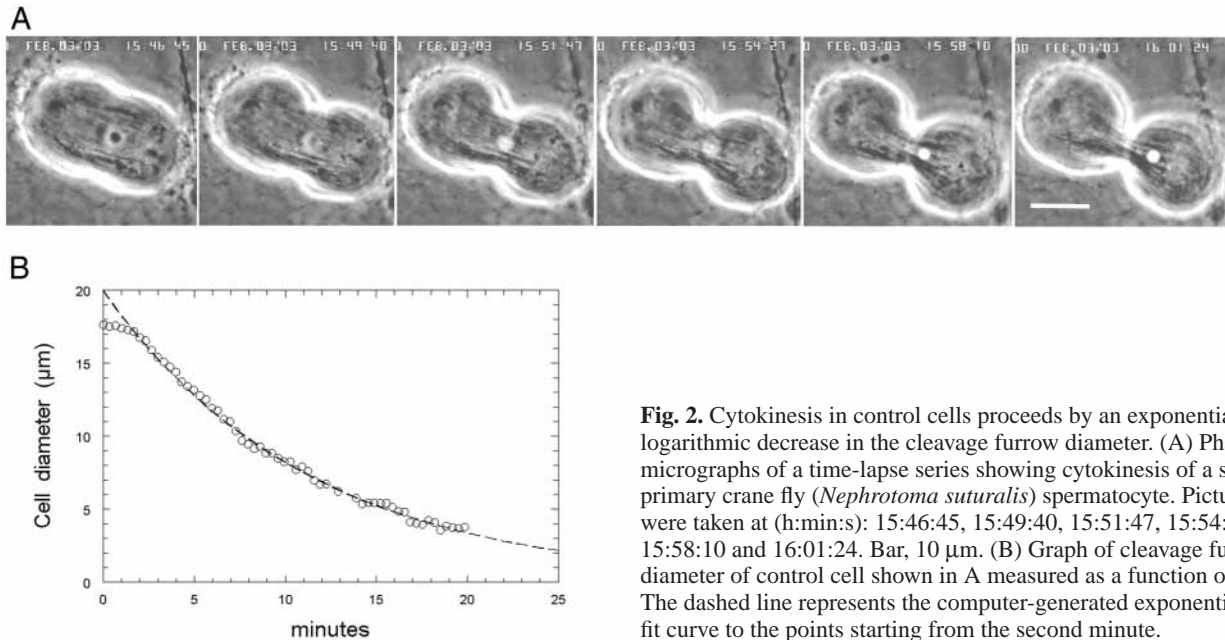 A
FEB.03'03 15:46:45
0 FEB.03'03 15:49:40
0 FEB.03'03 15:51:47
0 FEB.03'03 15:54:27
0 FEB.03'03 15:58:10
00 FEB.03'03 16:01:24
B
20
15
10
5
0
Cell diameter (µm)
0 5 10 15 20 25
minutes
Fig. 2. Cytokinesis in control cells proceeds by an exponential
logarithmic decrease in the cleavage furrow diameter. (A) Ph
micrographs of a time-lapse series showing cytokinesis of a s
primary crane fly (Nephrotoma suturalis) spermatocyte. Pictu
were taken at (h:min:s): 15:46:45, 15:49:40, 15:51:47, 15:54:
15:58:10 and 16:01:24. Bar, 10 µm. (B) Graph of cleavage fu
diameter of control cell shown in A measured as a function o
The dashed line represents the computer-generated exponenti
fit curve to the points starting from the second minute.